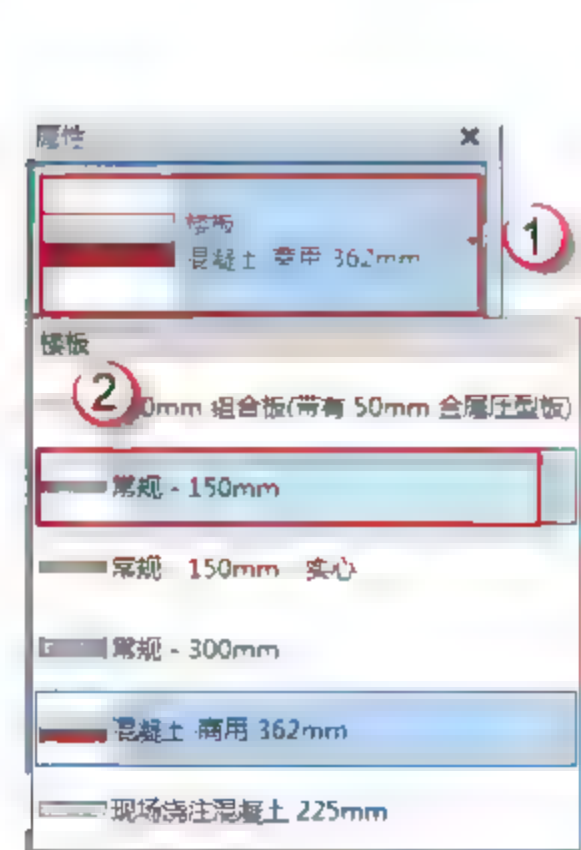 属性
楼板
混凝土 商用 362mm
1
楼板
2
0mm 组合板(带有 50mm 金属压型板)
常规 - 150mm
常规 - 150mm - 实心
常规 - 300mm
混凝土 商用 362mm
现场浇注混凝土 225mm